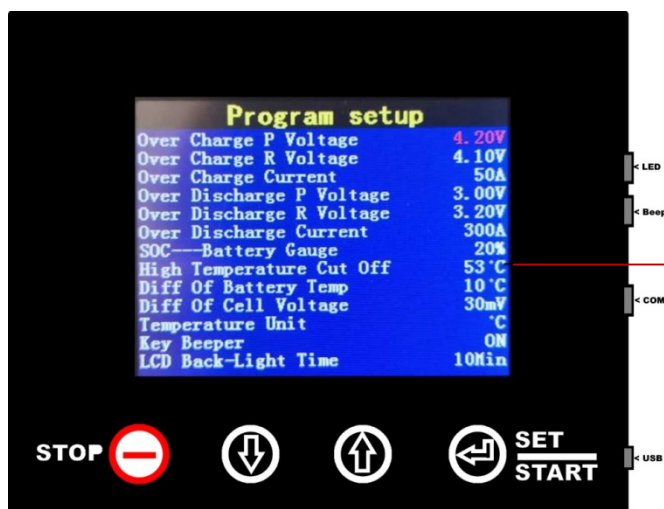 Program setup
Over Charge P Voltage 4.20V
Over Charge R Voltage 4.10V
Over Charge Current 50A
Over Discharge P Voltage 3.00V
Over Discharge R Voltage 3.20V
Over Discharge Current 300A
SOC---Battery Gauge 20%
High Temperature Cut Off 53℃
Diff Of Battery Temp 10℃
Diff Of Cell Voltage 30mV
Temperature Unit ℃
Key Beeper ON
LCD Back-Light Time 10Min
< LED
< Beep
< COM
< USB
STOP
SET
START